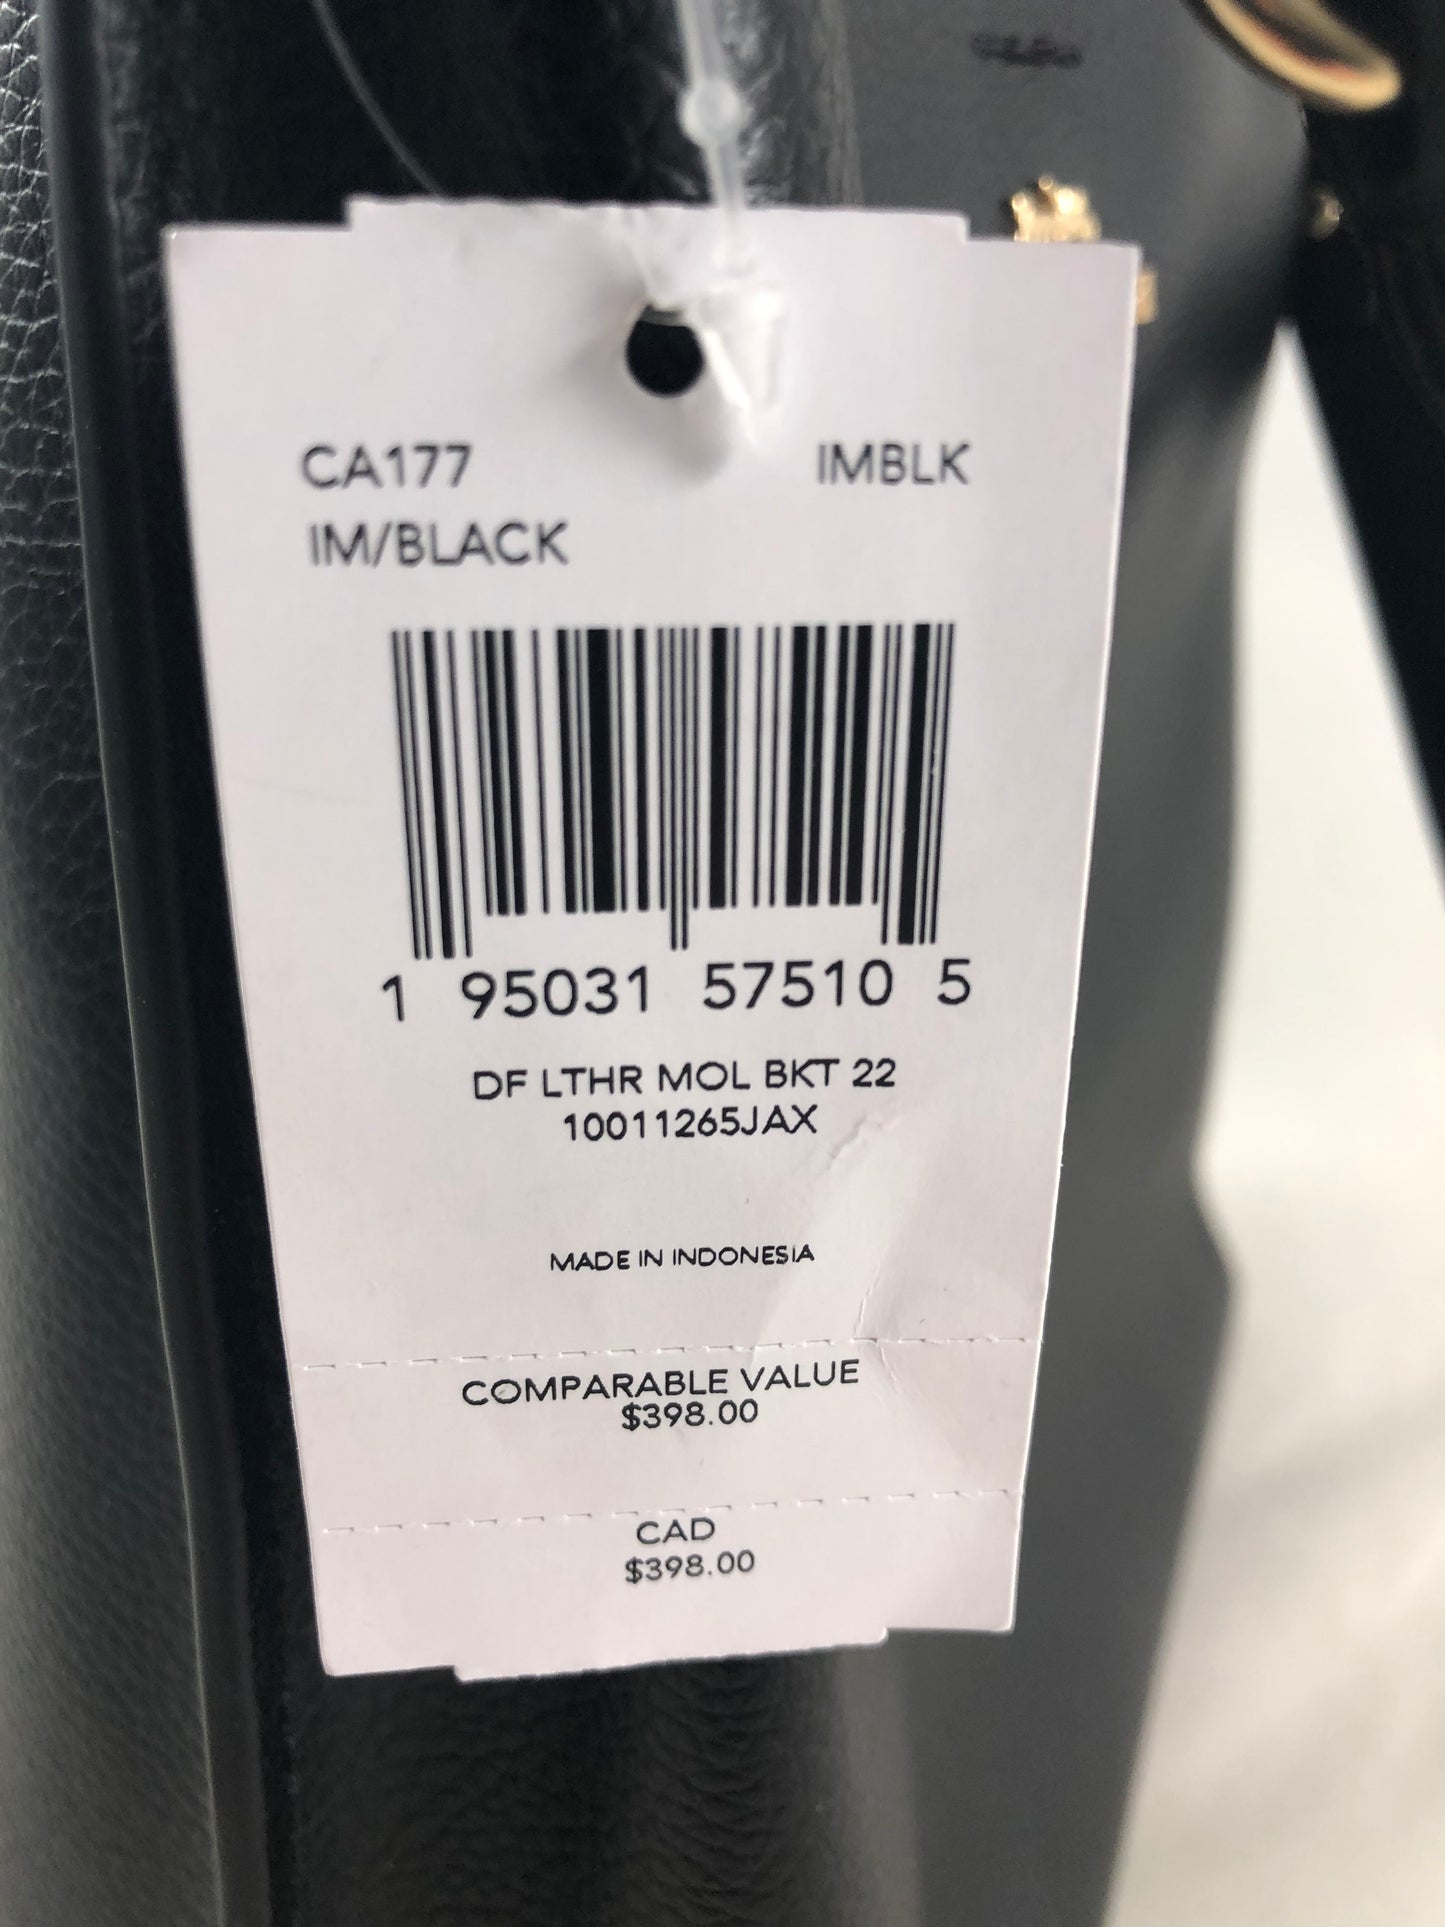 CA177 IMBLK
IM/BLACK
1 95031 57510 5
DF LTHR MOL BKT 22
10011265JAX
MADE IN INDONESIA
COMPARABLE VALUE
$398.00
CAD
$398.00